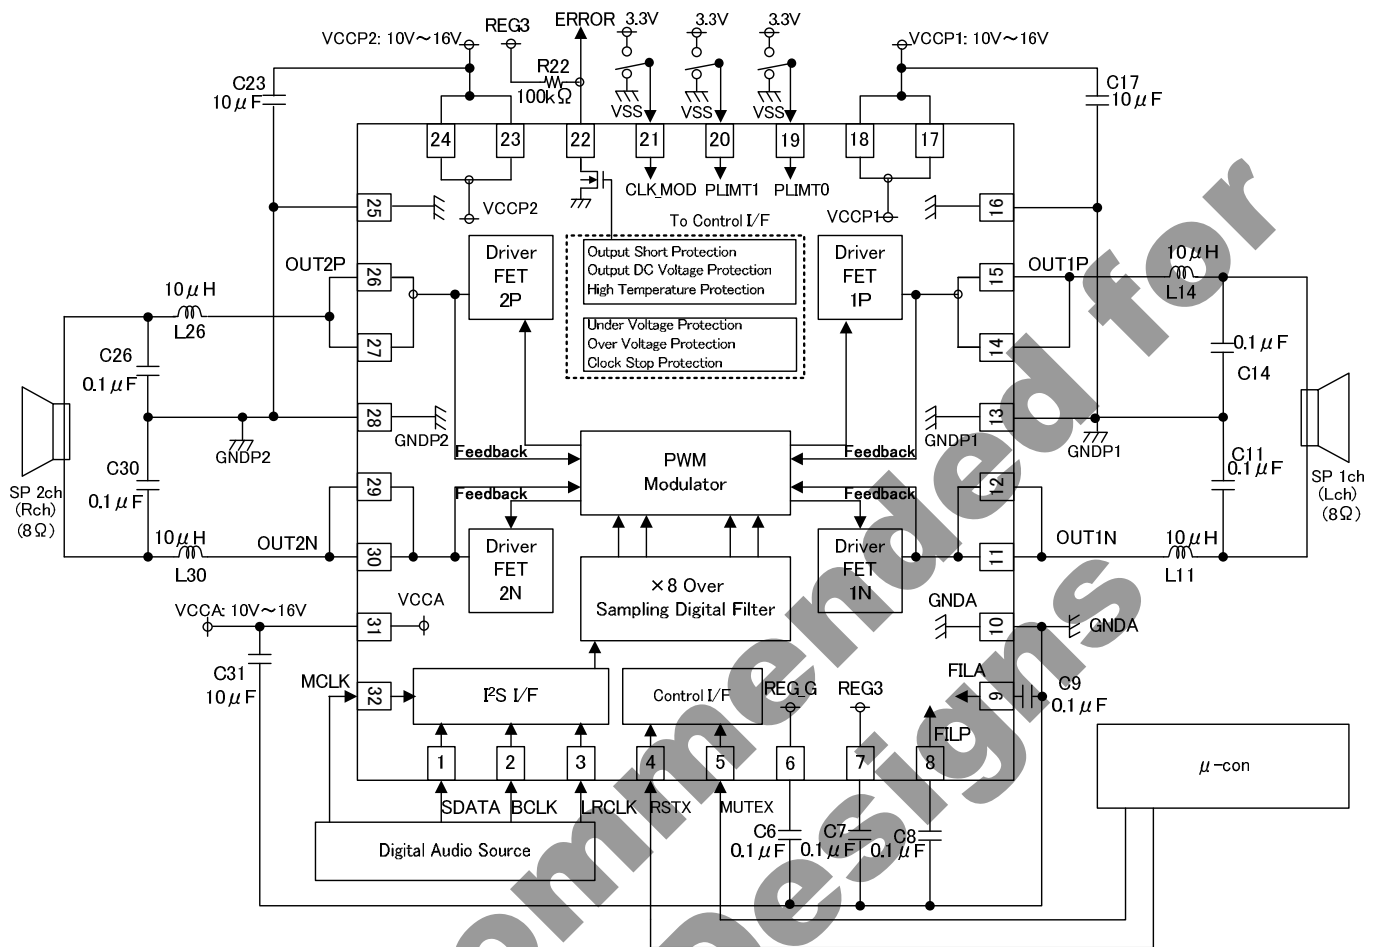 ERROR
3.3V
3.3V
3.3V
REG3
VCCP2: 10V～16V
VCCP1: 10V～16V
R22
100kΩ
C23
10μF
C17
10μF
VSS
VSS
VSS
24
23
22
21
20
19
18
17
CLK_MOD
PLIMT1
PLIMT0
VCCP2
VCCP1
To Control I/F
25
16
OUT2P
26
Driver
FET
2P
Output Short Protection
Output DC Voltage Protection
High Temperature Protection
Driver
FET
1P
15
OUT1P
10μH
L14
10μH
L26
27
Under Voltage Protection
Over Voltage Protection
Clock Stop Protection
14
C26
0.1μF
0.1μF
C14
28
GNDP2
GNDP2
13
GNDP1
GNDP1
Feedback
PWM
Modulator
Feedback
C30
0.1μF
C11
0.1μF
SP 2ch
(Rch)
(8Ω)
SP 1ch
(Lch)
(8Ω)
29
Feedback
Feedback
12
10μH
L30
OUT2N
30
Driver
FET
2N
Driver
FET
1N
11
OUT1N
10μH
L11
×8 Over
Sampling Digital Filter
VCCA: 10V～16V
31
VCCA
GNDA
10
GNDA
C31
10μF
MCLK
32
I²S I/F
Control I/F
REG_G
REG3
FILA
9
C9
0.1μF
FILP
1
2
3
4
5
6
7
8
μ-con
SDATA
BCLK
LRCLK
RSTX
MUTEX
C6
0.1μF
C7
0.1μF
C8
0.1μF
Digital Audio Source
ommended for
Designs